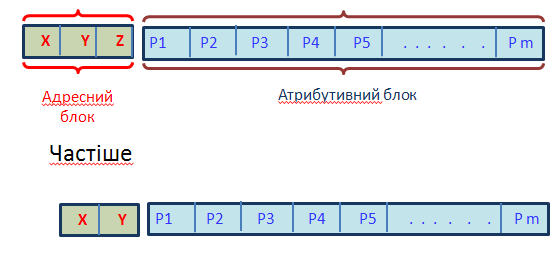 X Y Z P1 P2 P3 P4 P5 . . . . . . P m
Адресний
блок
Атрибутивний блок
Частіше
X Y P1 P2 P3 P4 P5 . . . . . . P m